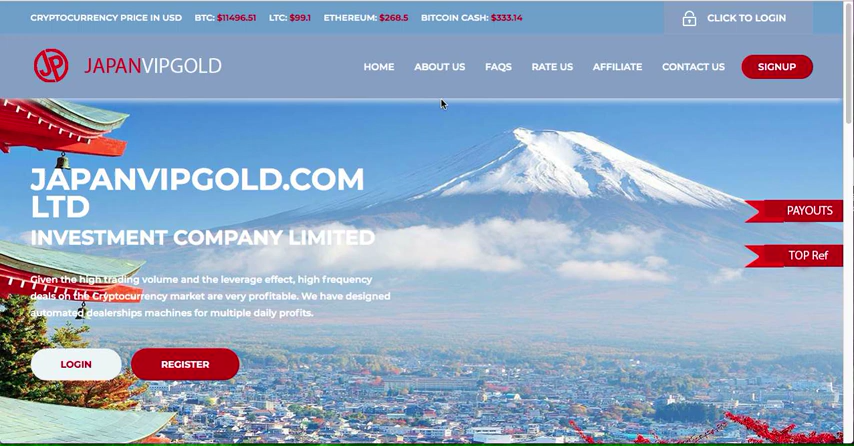 CRYPTOCURRENCY PRICE IN USD BTC: $11496.51 LTC: $99.1 ETHEREUM: $268.5 BITCOIN CASH: $333.14 CLICK TO LOGIN
JP JAPANVIPGOLD HOME ABOUT US FAQS RATE US AFFILIATE CONTACT US SIGNUP
JAPANVIPGOLD.COM
LTD
INVESTMENT COMPANY LIMITED
Given the high trading volume and the leverage effect, high frequency
deals on the Cryptocurrency market are very profitable. We have designed
automated dealerships machines for multiple daily profits.
LOGIN REGISTER
PAYOUTS
TOP Ref